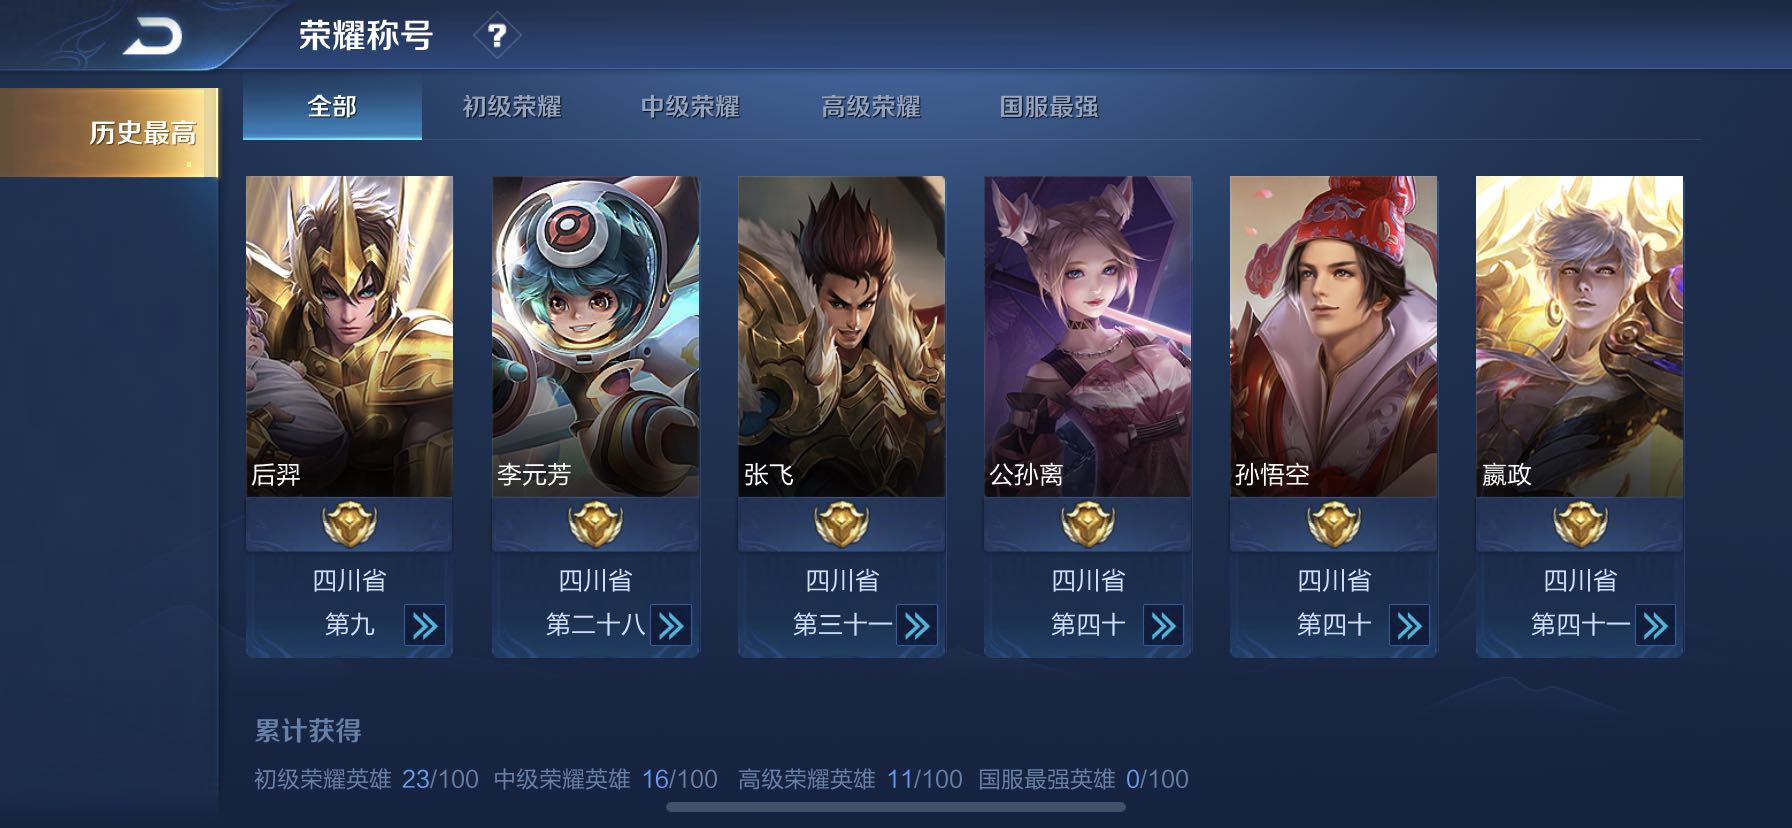 荣耀称号 ?
历史最高
全部 初级荣耀 中级荣耀 高级荣耀 国服最强
后羿
四川省
第九
李元芳
四川省
第二十八
张飞
四川省
第三十一
公孙离
四川省
第四十
孙悟空
四川省
第四十
嬴政
四川省
第四十一
累计获得
初级荣耀英雄 23/100 中级荣耀英雄 16/100 高级荣耀英雄 11/100 国服最强英雄 0/100